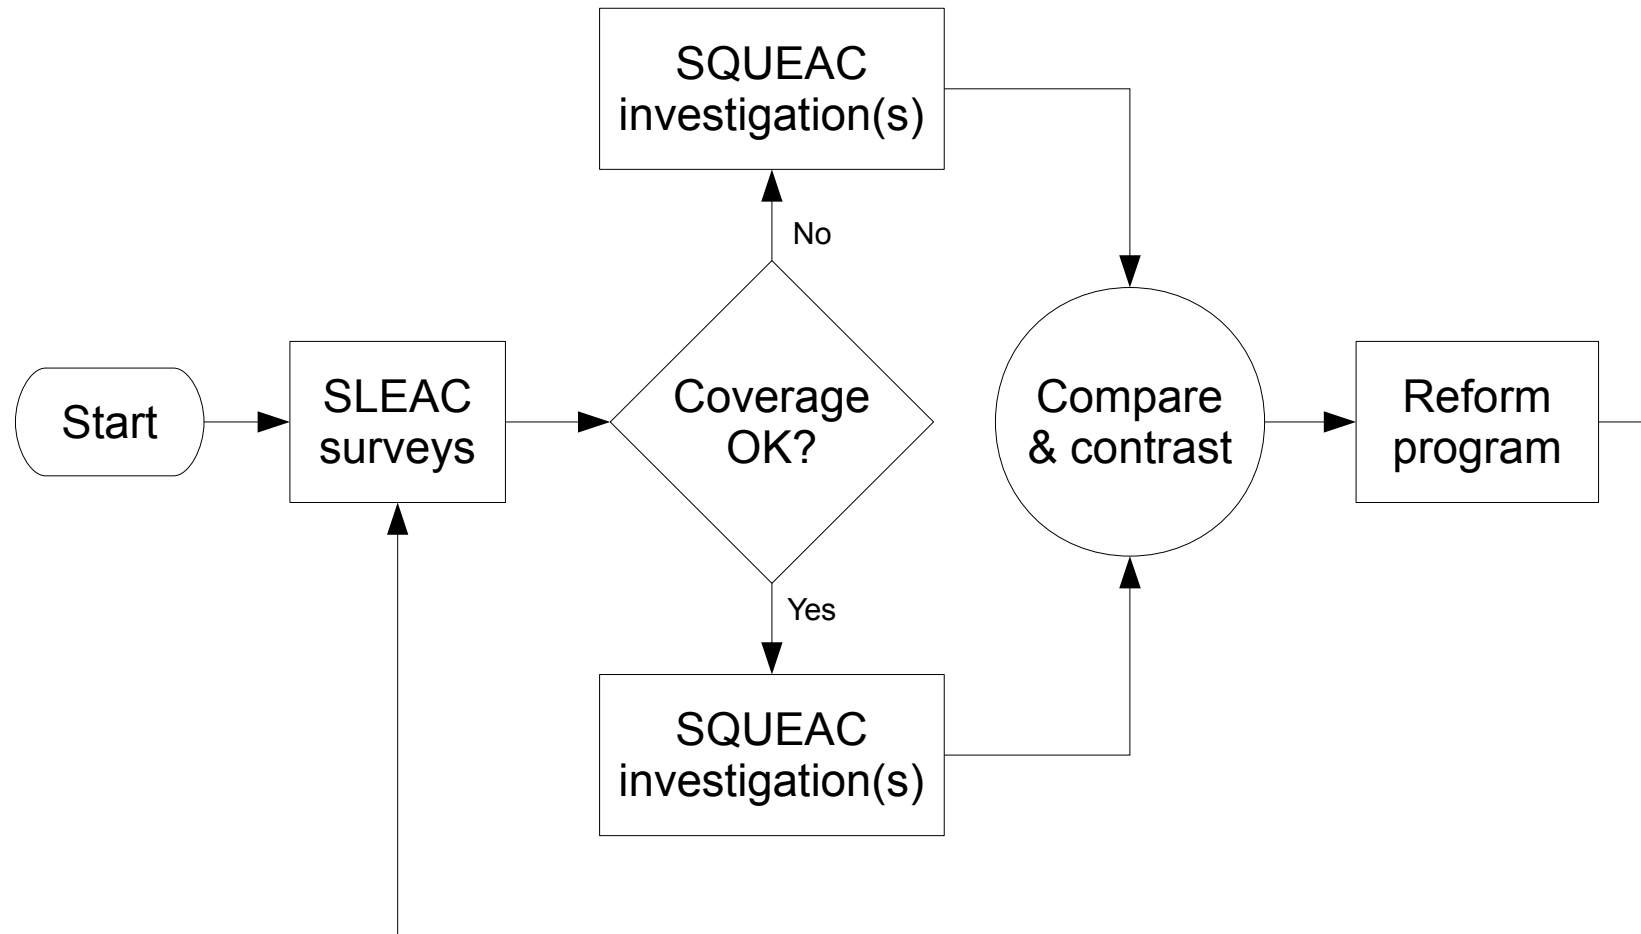 Start
SLEAC
surveys
Coverage
OK?
No
SQUEAC
investigation(s)
Yes
SQUEAC
investigation(s)
Compare
& contrast
Reform
program